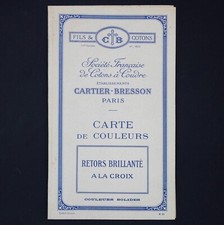 FILS & COTONS
C B
Société Française
de Cotons à Coudre
CARTIER-BRESSON
PARIS
CARTE
DE COULEURS
RETORS BRILLANTÉ
A LA CROIX
COULEURS SOLIDES